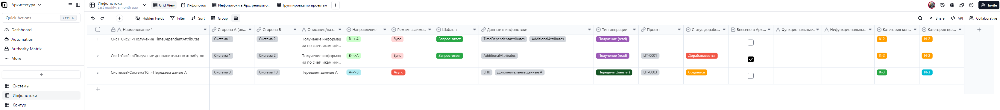 Архитектура
Инфопотоки
Last modify: a month ago
Grid View
Инфопоток
Инфопотоки в Арх. репозито...
Группировка по проектам
Invite
Quick Actions...
Ctrl K
Hidden Fields
Filter
Sort
Group
Share
API
Collaborative
Dashboard
Automation
Authority Matrix
More
Системы
Инфопотоки
Контур
Наименование *
Сторона А (ин...
Сторона Б
Описание/наз...
Направление
Режим взаимо...
Шаблон
Данные в инфопотоке
Тип операции
Проект
Статус дорабо...
Внесено в Арх....
Функциональные...
Нефункциональны...
Категория кон...
Категория цел...
1
Сис1-Сис2: <Получение TimeDependentAttributes
Система 1
Система 2
Получение информац
ии по счетчикам и/и...
B-->A
Sync
Запрос-ответ
TimeDependentAttributes
AdditionalAttributes
Получение (read)
К-2
И-2
2
Сис1-Сис2: <Получение дополнительных атрибутов
Система 1
Система 2
Получение информац
ии по счетчикам и/и...
B-->A
Sync
Запрос-ответ
AdditionalAttributes
Получение (read)
LIT-0001
Дорабатывается
К-2
И-2
3
Система3-Система10: >Передаем даные А
Система 3
Система 10
Передаем данные А
A-->B
Async
ЕПК
Дополнительные данные А
Передача (transfer)
LIT-0003
Создается
К-3
И-3